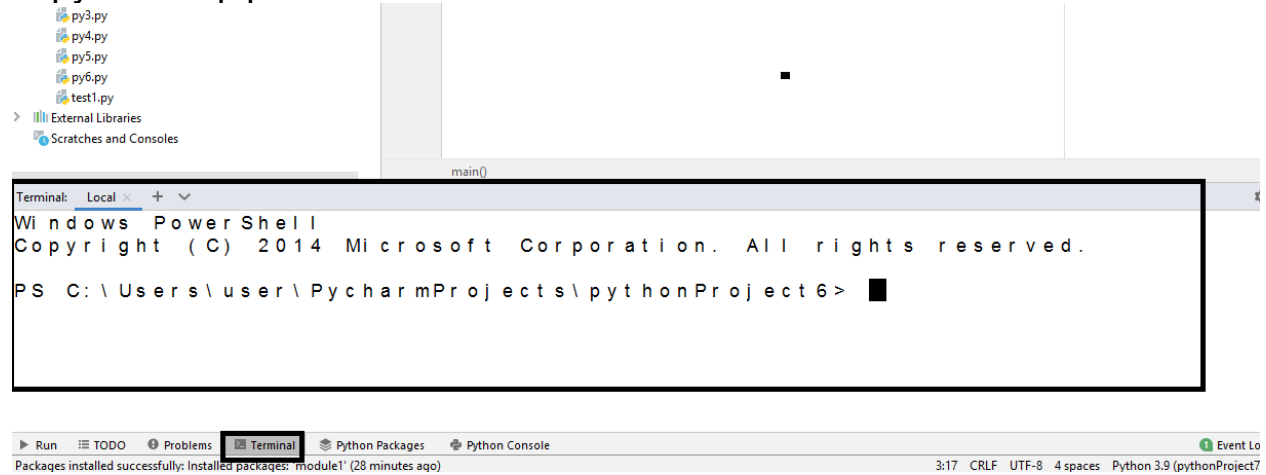 py3.py
py4.py
py5.py
py6.py
test1.py
External Libraries
Scratches and Consoles
main()
Terminal: Local × +
Windows PowerShell
Copyright (C) 2014 Microsoft Corporation. All rights reserved.
PS C:\Users\user\PycharmProjects\pythonProject6>
Run TODO Problems Terminal Python Packages Python Console 1 Event Lo
Packages installed successfully: Installed packages: 'module1' (28 minutes ago) 3:17 CRLF UTF-8 4 spaces Python 3.9 (pythonProject7